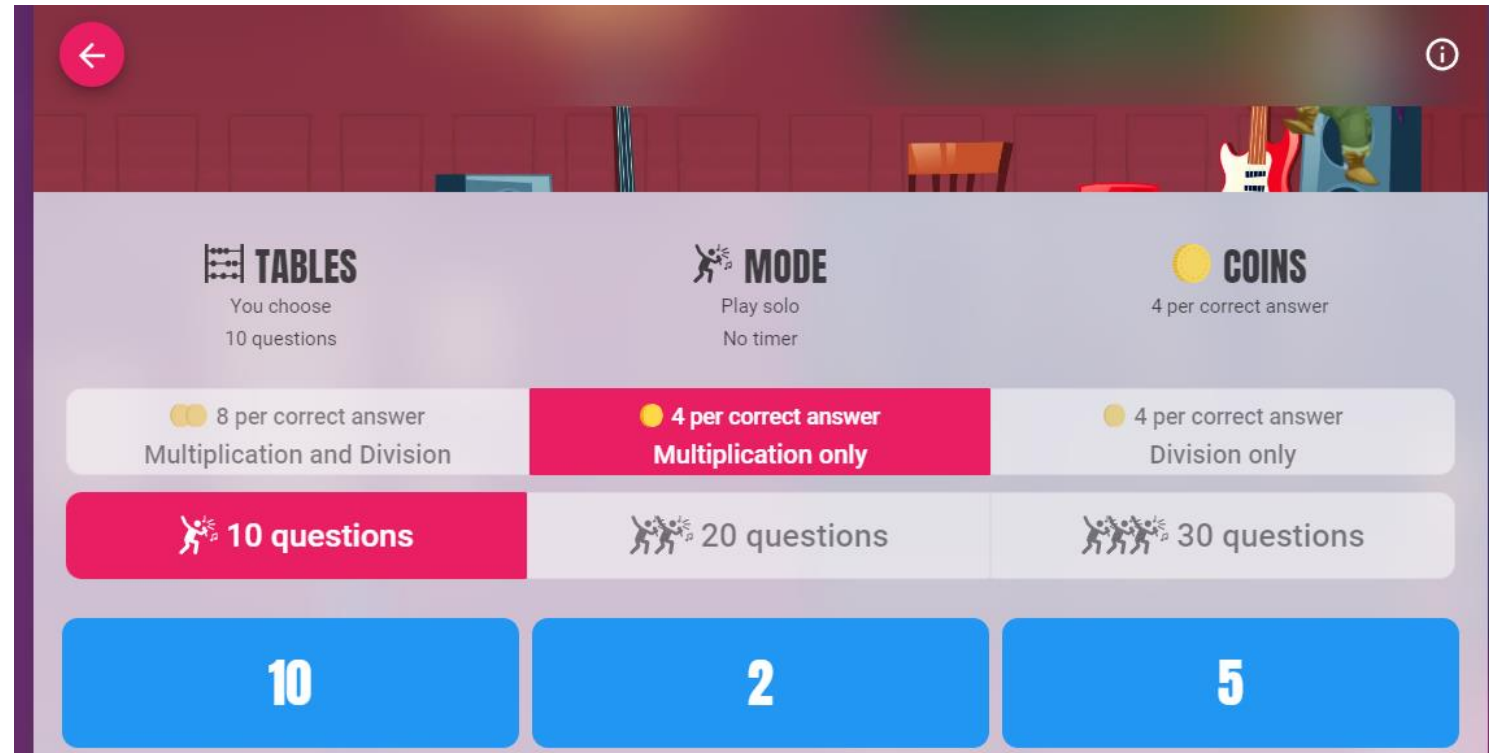 TABLES
You choose
10 questions
MODE
Play solo
No timer
COINS
4 per correct answer
8 per correct answer
Multiplication and Division
4 per correct answer
Multiplication only
4 per correct answer
Division only
10 questions
20 questions
30 questions
10
2
5